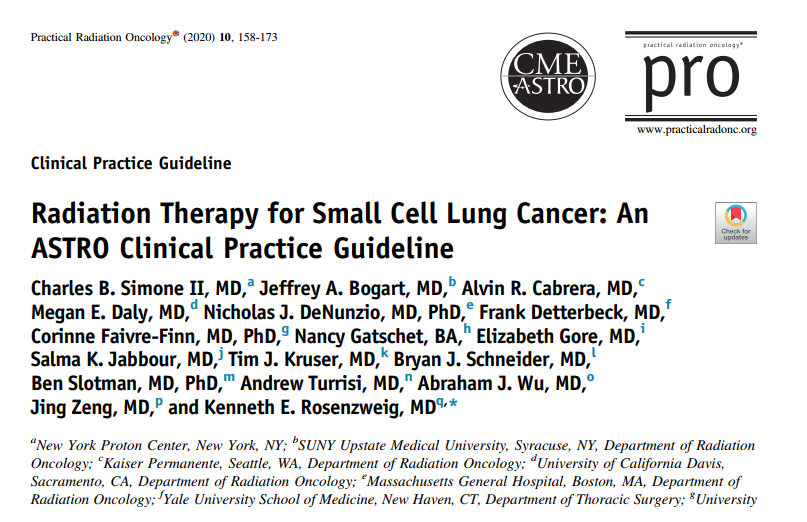 Practical Radiation Oncology® (2020) 10, 158-173
CME
ASTRO
practical radiation oncology®
pro
www.practicalradonc.org
Clinical Practice Guideline
Radiation Therapy for Small Cell Lung Cancer: An
ASTRO Clinical Practice Guideline
Check for
updates
Charles B. Simone II, MD,a Jeffrey A. Bogart, MD,b Alvin R. Cabrera, MD,c
Megan E. Daly, MD,d Nicholas J. DeNunzio, MD, PhD,e Frank Detterbeck, MD,f
Corinne Faivre-Finn, MD, PhD,g Nancy Gatschet, BA,h Elizabeth Gore, MD,i
Salma K. Jabbour, MD,j Tim J. Kruser, MD,k Bryan J. Schneider, MD,l
Ben Slotman, MD, PhD,m Andrew Turrisi, MD,n Abraham J. Wu, MD,o
Jing Zeng, MD,p and Kenneth E. Rosenzweig, MDq,*
aNew York Proton Center, New York, NY; bSUNY Upstate Medical University, Syracuse, NY, Department of Radiation
Oncology; cKaiser Permanente, Seattle, WA, Department of Radiation Oncology; dUniversity of California Davis,
Sacramento, CA, Department of Radiation Oncology; eMassachusetts General Hospital, Boston, MA, Department of
Radiation Oncology; fYale University School of Medicine, New Haven, CT, Department of Thoracic Surgery; gUniversity